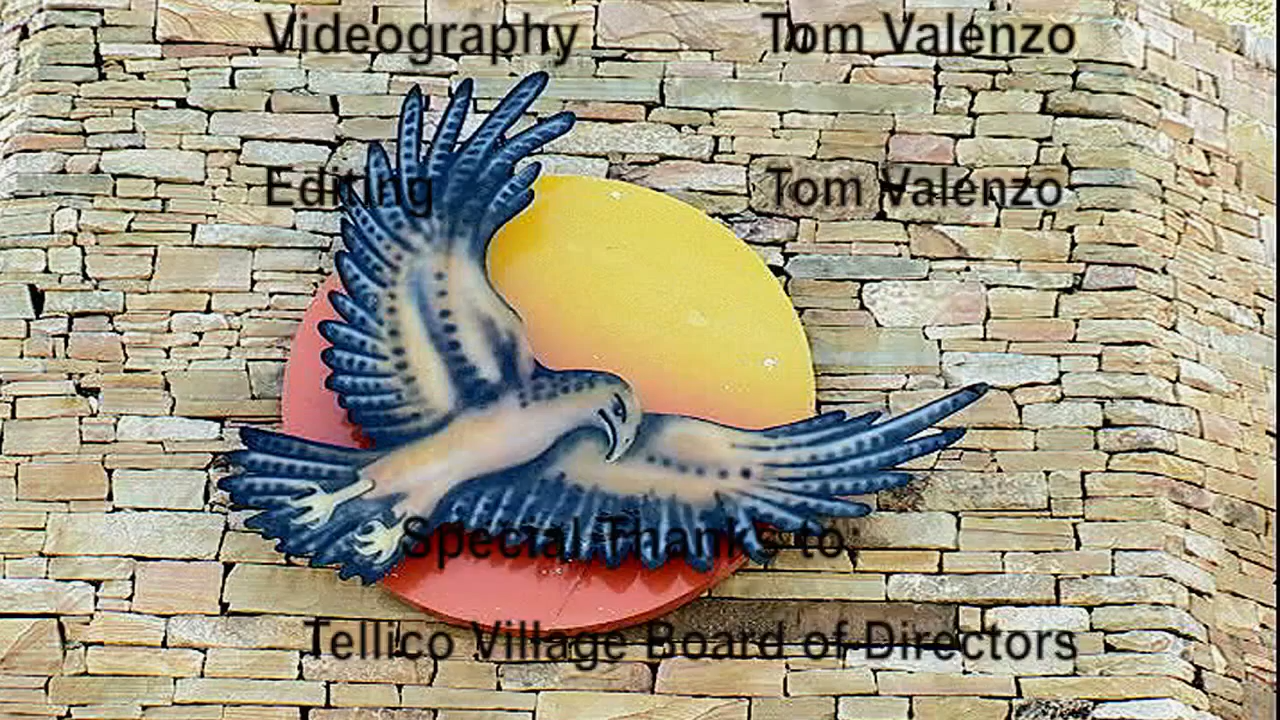 Videography Tom Valenzo
Editing Tom Valenzo
Special Thanks to:
Tellico Village Board of Directors